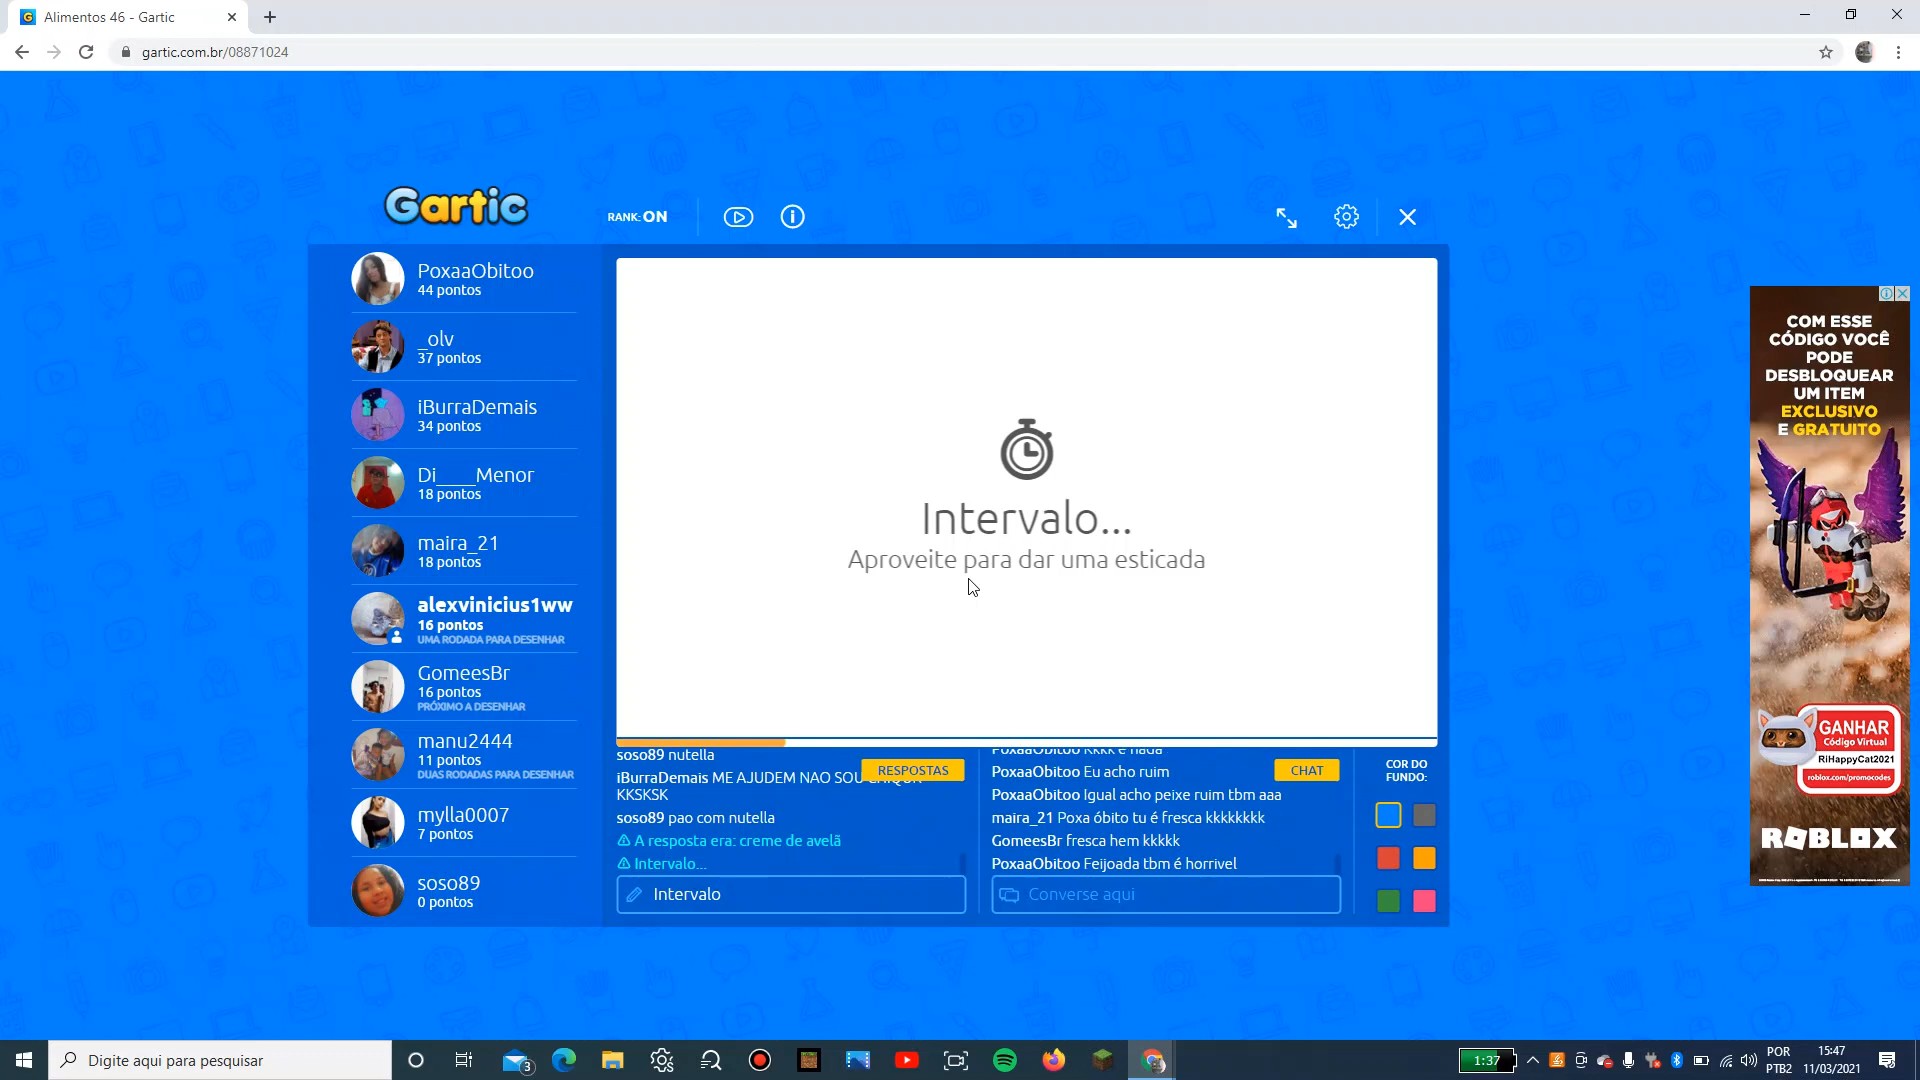 Alimentos 46 - Gartic
gartic.com.br/08871024
Gartic
RANK: ON
PoxaaObitoo
44 pontos
_olv
37 pontos
iBurraDemais
34 pontos
Di____Menor
18 pontos
maira_21
18 pontos
alexvinicius1ww
16 pontos
UMA RODADA PARA DESENHAR
GomeesBr
16 pontos
PRÓXIMO A DESENHAR
manu2444
11 pontos
DUAS RODADAS PARA DESENHAR
mylla0007
7 pontos
soso89
0 pontos
Intervalo...
Aproveite para dar uma esticada
soso89 nutella
RESPOSTAS
iBurraDemais ME AJUDEM NAO SOU
KKSKSK
soso89 pao com nutella
A resposta era: creme de avelã
Intervalo...
Intervalo
PoxaaObitoo Kkkk é nada
CHAT
PoxaaObitoo Eu acho ruim
PoxaaObitoo Igual acho peixe ruim tbm aaa
maira_21 Poxa óbito tu é fresca kkkkkkkk
GomeesBr fresca hem kkkkk
PoxaaObitoo Feijoada tbm é horrivel
Converse aqui
COR DO
FUNDO:
COM ESSE
CÓDIGO VOCÊ
PODE
DESBLOQUEAR
UM ITEM
EXCLUSIVO
E GRATUITO
GANHAR
Código Virtual
RiHappyCat2021
roblox.com/promocodes
ROBLOX
Digite aqui para pesquisar
3
1:37
POR
PTB2
15:47
11/03/2021